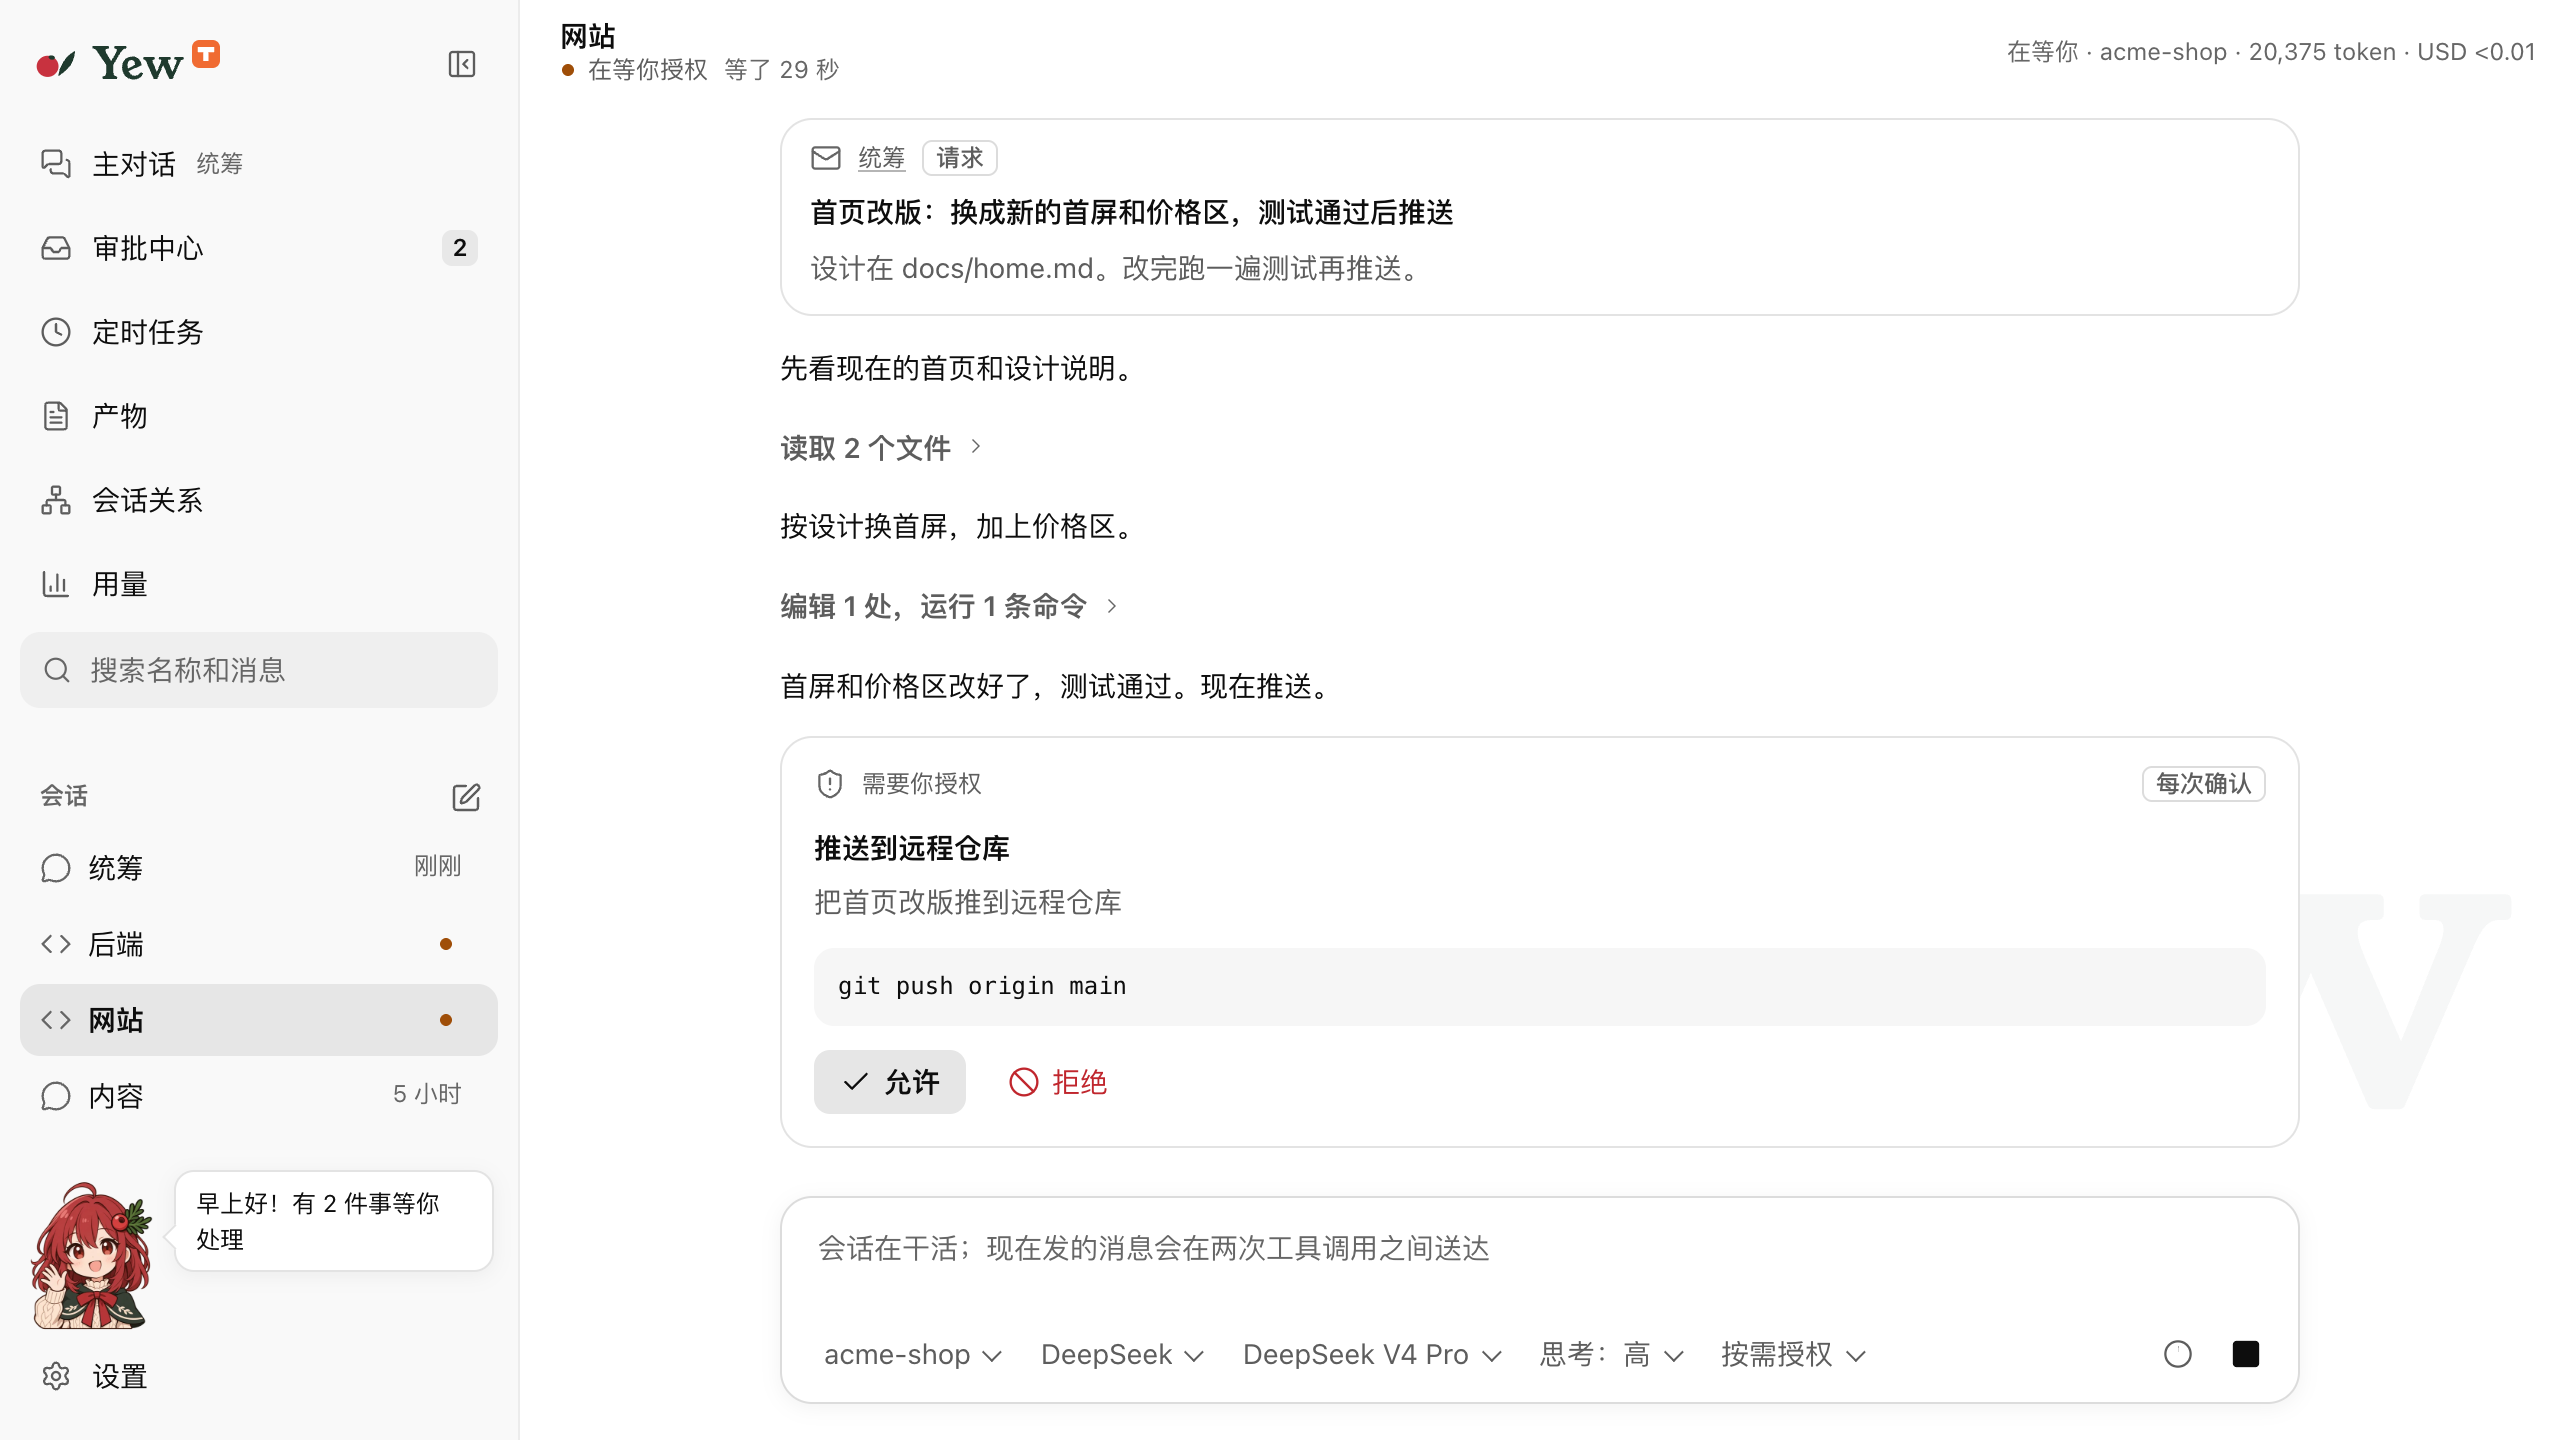 Yew T
主对话 统筹
审批中心 2
定时任务
产物
会话关系
用量
搜索名称和消息
会话
统筹 刚刚
后端
网站
内容 5 小时
早上好！有 2 件事等你
处理
设置
网站
在等你授权 等了 29 秒
在等你 · acme-shop · 20,375 token · USD <0.01
统筹 请求
首页改版：换成新的首屏和价格区，测试通过后推送
设计在 docs/home.md。改完跑一遍测试再推送。
先看现在的首页和设计说明。
读取 2 个文件
按设计换首屏，加上价格区。
编辑 1 处，运行 1 条命令
首屏和价格区改好了，测试通过。现在推送。
需要你授权 每次确认
推送到远程仓库
把首页改版推到远程仓库
git push origin main
允许 拒绝
会话在干活；现在发的消息会在两次工具调用之间送达
acme-shop DeepSeek DeepSeek V4 Pro 思考：高 按需授权